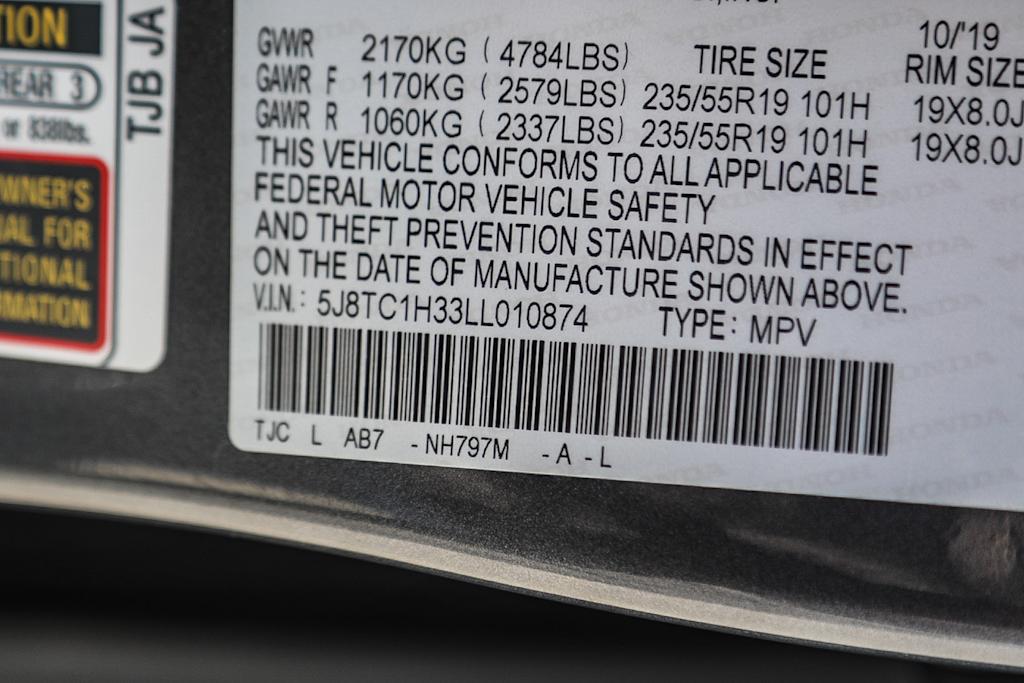 TION
REAR 3
or 838lbs.
OWNER'S
FOR
TJB JA
10/'19
GVWR 2170KG (4784LBS) TIRE SIZE RIM SIZE
GAWR F 1170KG (2579LBS) 235/55R19 101H 19X8.0J
GAWR R 1060KG (2337LBS) 235/55R19 101H 19X8.0J
THIS VEHICLE CONFORMS TO ALL APPLICABLE
FEDERAL MOTOR VEHICLE SAFETY
AND THEFT PREVENTION STANDARDS IN EFFECT
ON THE DATE OF MANUFACTURE SHOWN ABOVE.
V.I.N.: 5J8TC1H33LL010874 TYPE: MPV
TJC L AB7 -NH797M -A -L